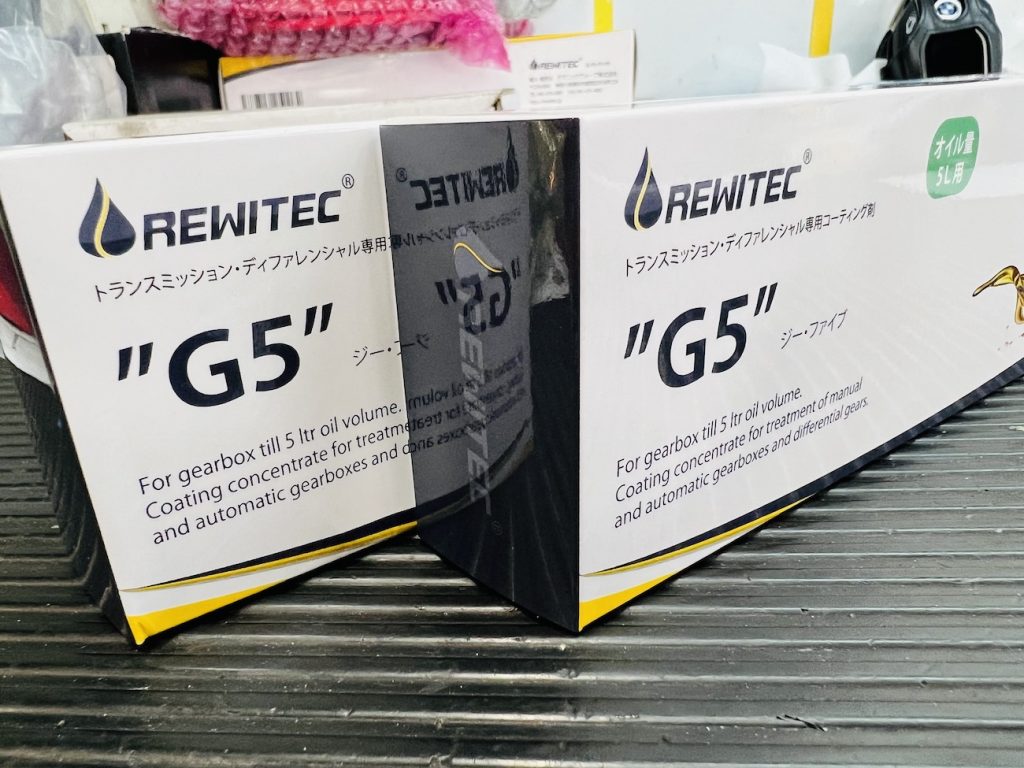 REWITEC
REWITEC®
トランスミッション・ディファレンシャル専用
"G5"
ジー・
For gearbox till 5 ltr oil volume.
Coating concentrate for treatment
and automatic gearboxes and
REWITEC
REWITEC®
トランスミッション・ディファレンシャル専用コーティング剤
"G5"
ジー・ファイブ
For gearbox till 5 ltr oil volume.
Coating concentrate for treatment of manual
and automatic gearboxes and differential gears.
オイル量
5L用